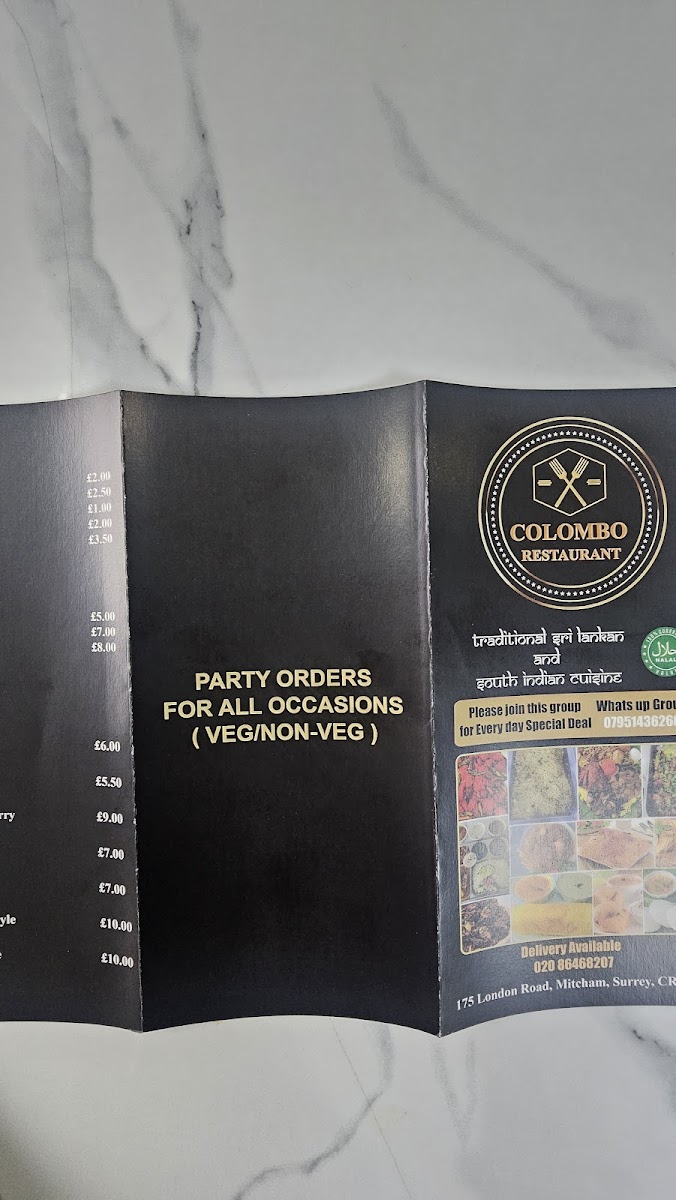 £2.00
£2.50
£1.00
£2.00
£3.50
£5.00
£7.00
£8.00
£6.00
£5.50
rry £9.00
£7.00
£7.00
yle £10.00
e £10.00
PARTY ORDERS
FOR ALL OCCASIONS
( VEG/NON-VEG )
COLOMBO
RESTAURANT
traditional sri lankan
and
south indian cuisine
حلال
HALAL
Please join this group
for Every day Special Deal
Whats up Grou
0795143626
Delivery Available
020 86468207
175 London Road, Mitcham, Surrey, CR